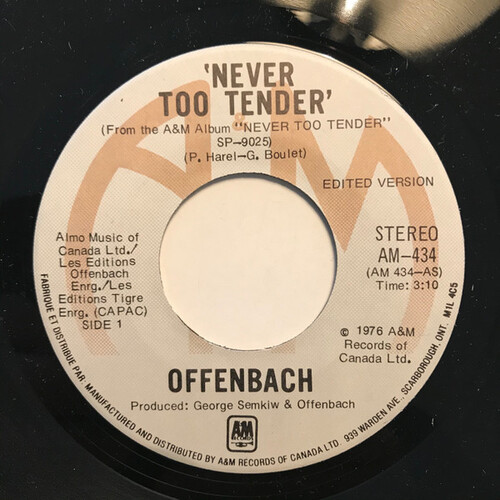 'NEVER
TOO TENDER'
(From the A&M Album "NEVER TOO TENDER"
SP-9025)
(P. Harel-G. Boulet)
EDITED VERSION
Almo Music of
Canada Ltd./
Les Editions
Offenbach
Enrg./Les
Editions Tigre
Enrg. (CAPAC)
SIDE 1
STEREO
AM-434
(AM 434-AS)
Time: 3:10
© 1976 A&M
Records of
Canada Ltd.
OFFENBACH
Produced: George Semkiw & Offenbach
A&M
RECORDS
FABRIQUE ET DISTRIBUE PAR/MANUFACTURED AND DISTRIBUTED BY A&M RECORDS OF CANADA LTD. 939 WARDEN AVE., SCARBOROUGH, ONT. M1L 4C5